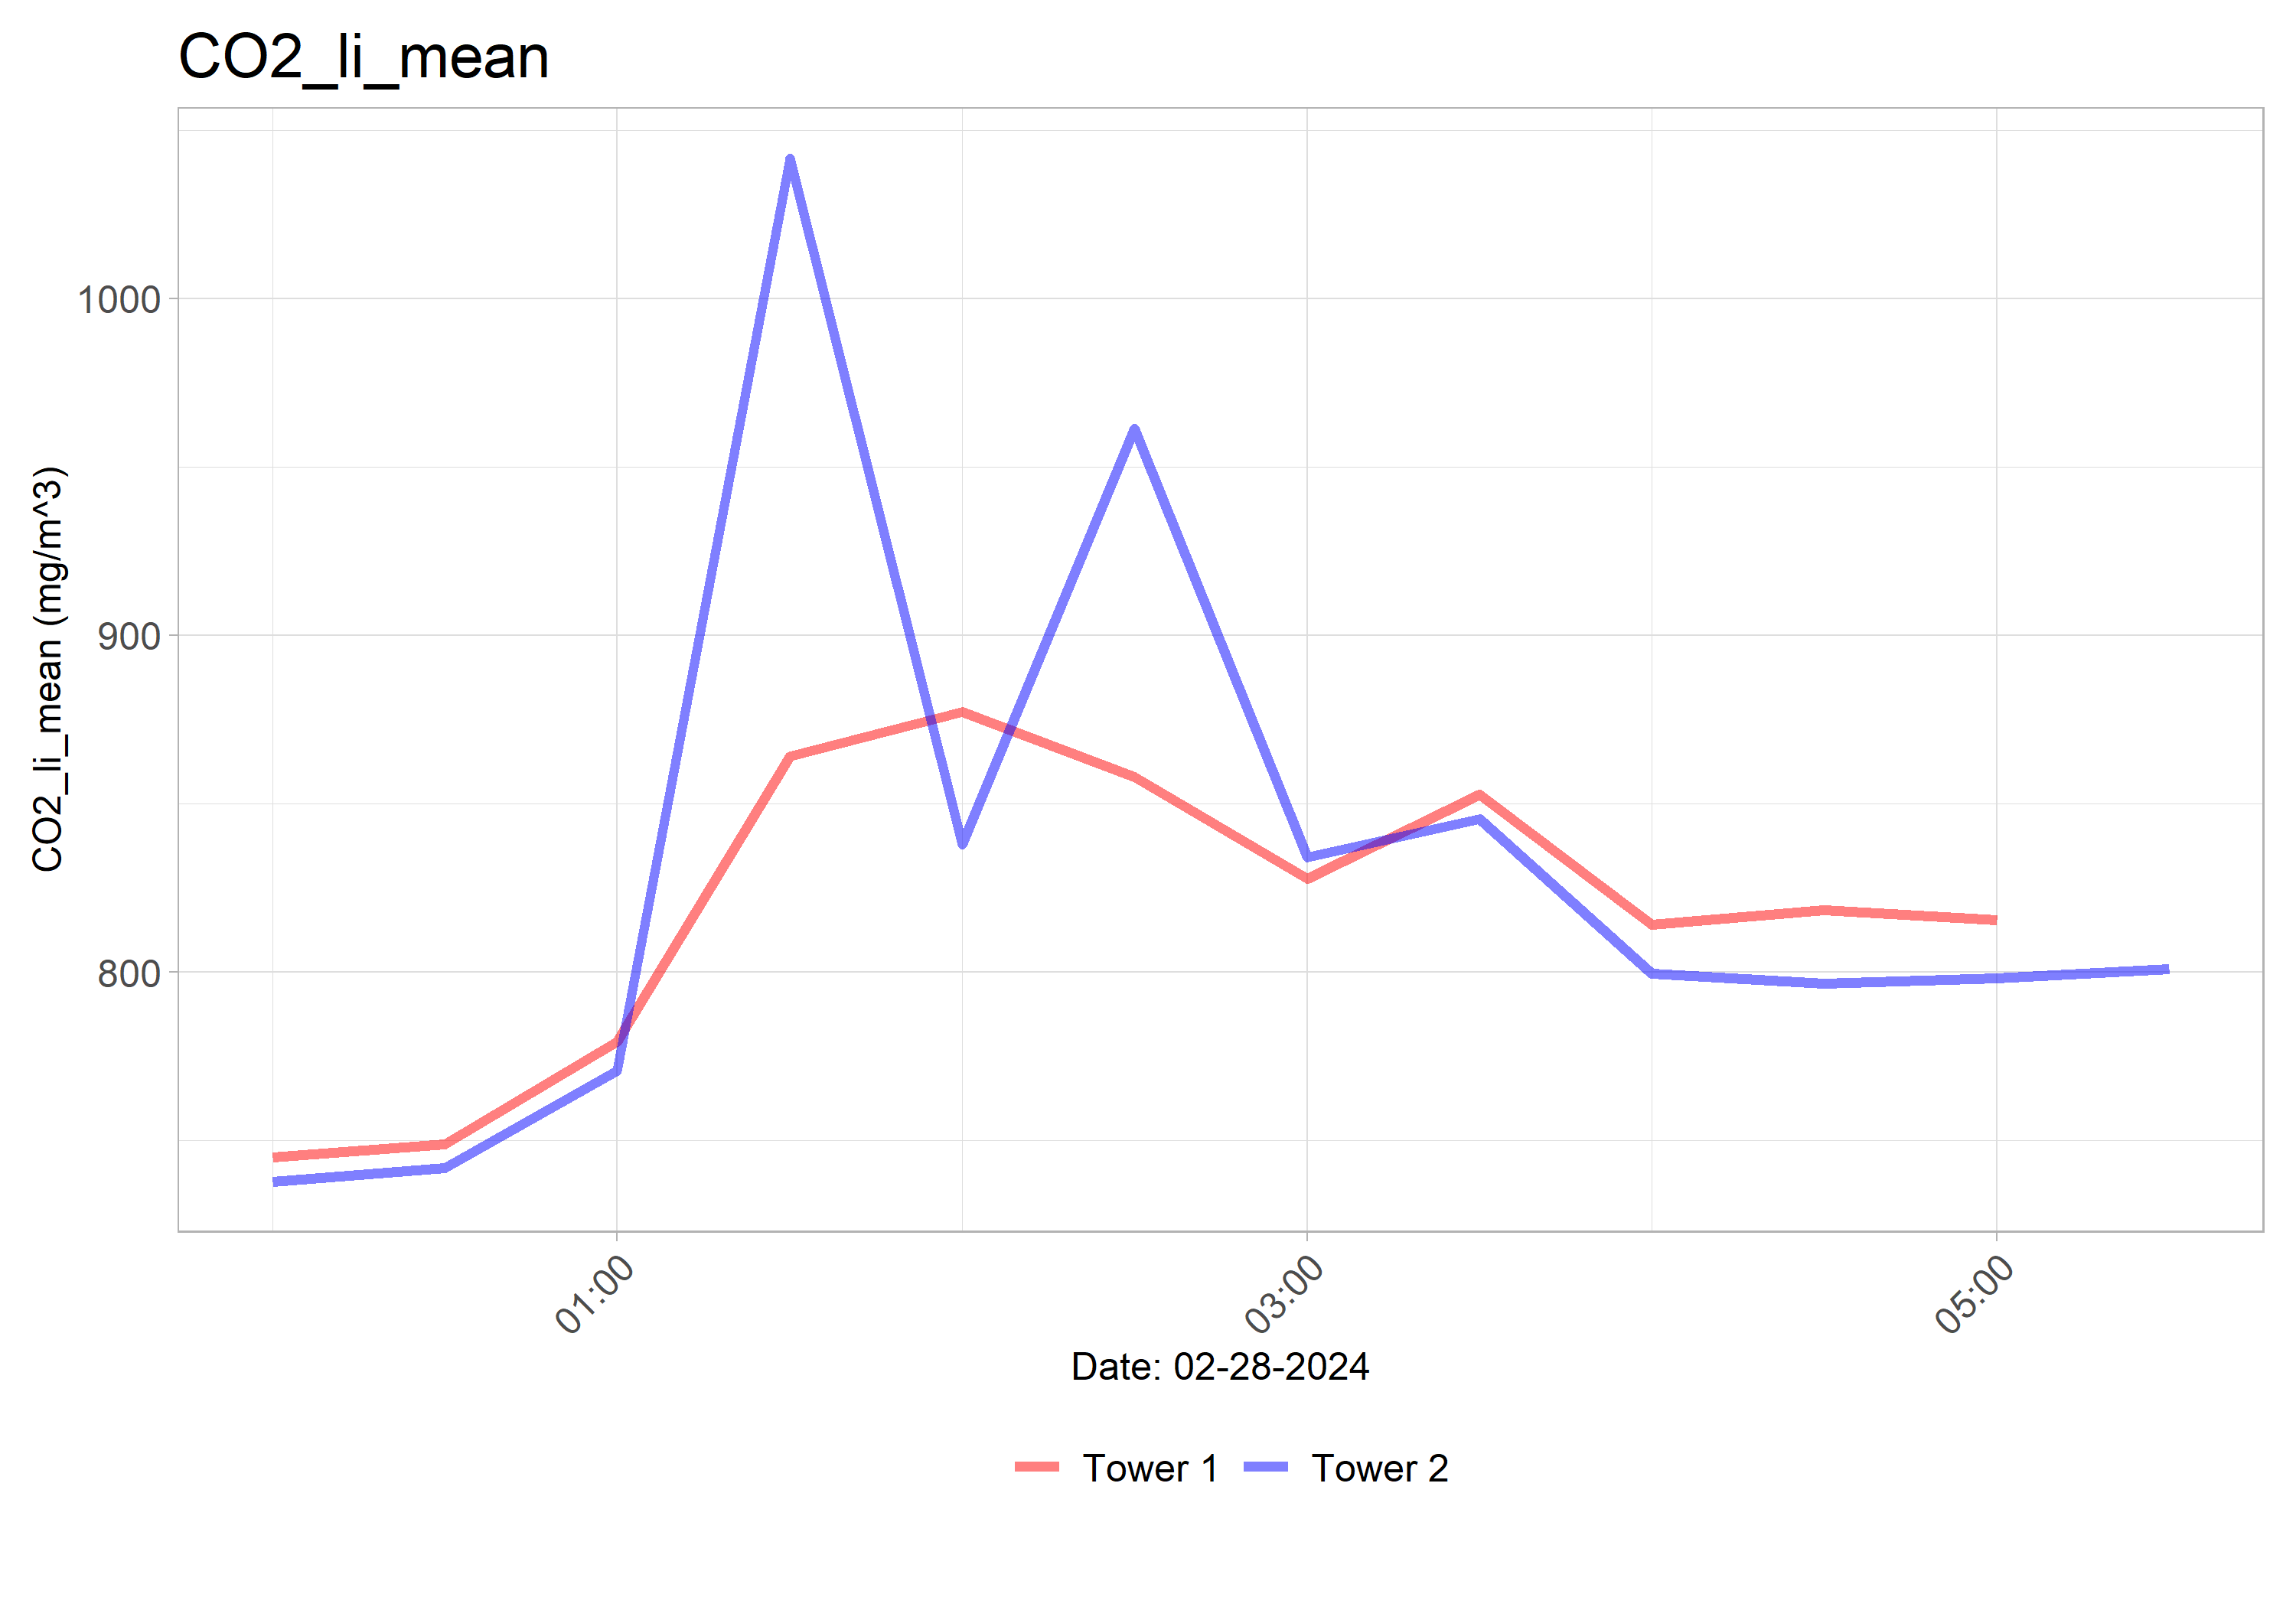 CO2_li_mean
CO2_li_mean (mg/m^3)
1000
900
800
01:00
03:00
05:00
Date: 02-28-2024
Tower 1
Tower 2